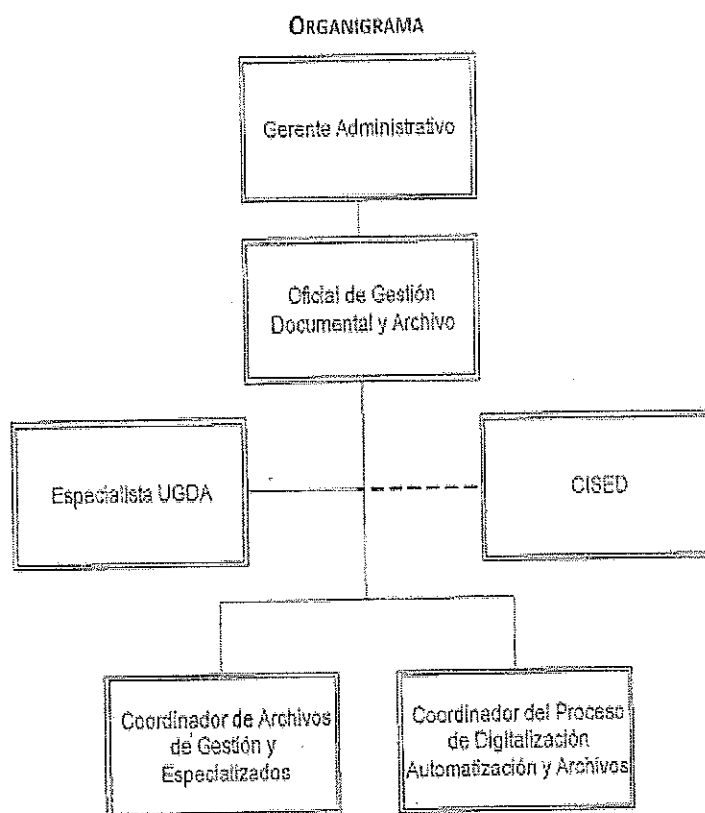 ORGANIGRAMA
Gerente Administrativo
Oficial de Gestión
Documental y Archivo
Especialista UGDA
CISED
Coordinador de Archivos
de Gestión y
Especializados
Coordinador del Proceso
de Digitalización
Automatización y Archivos